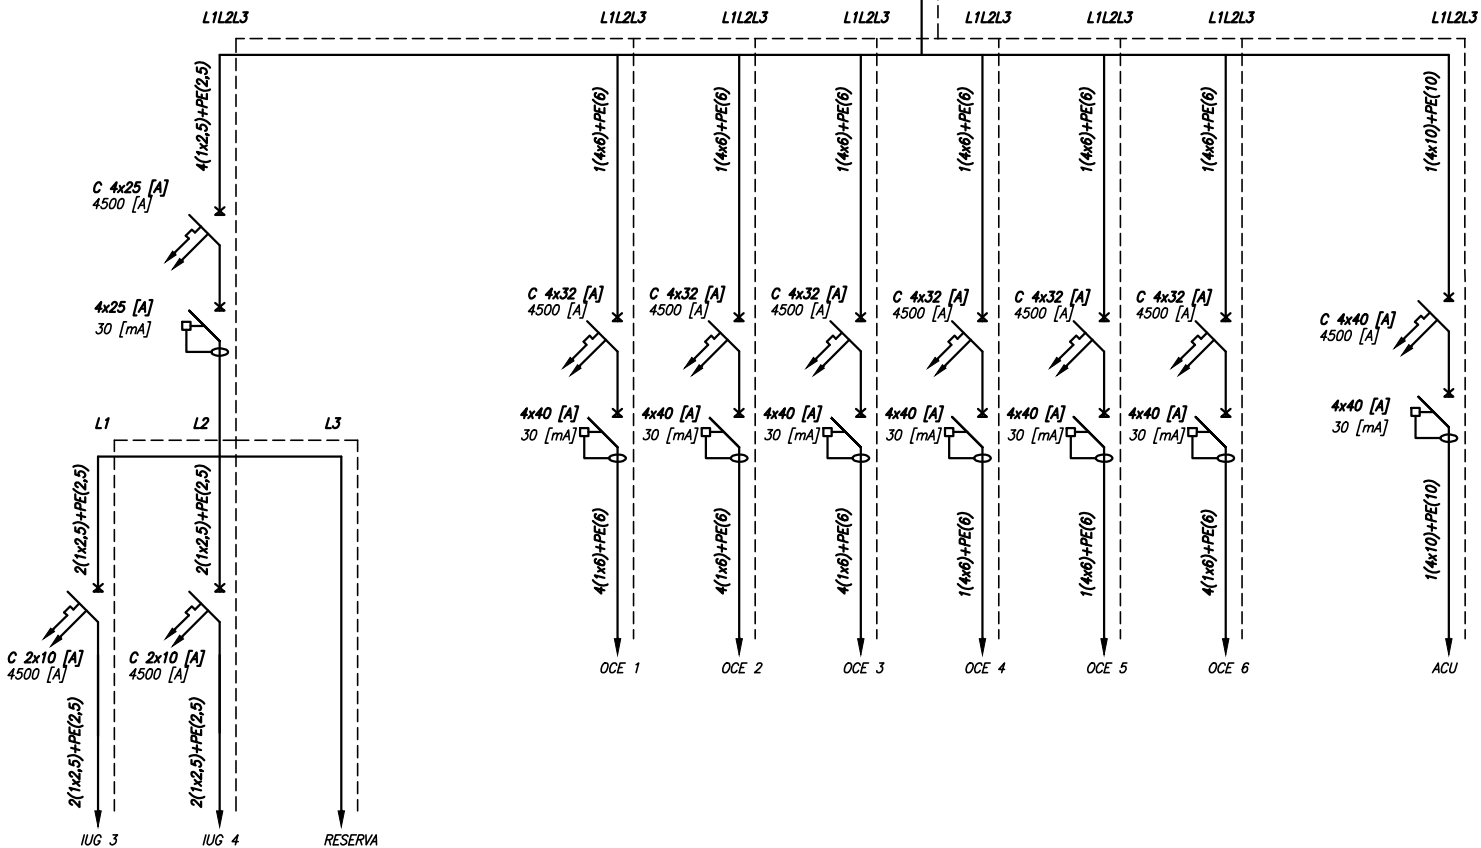 L1L2L3
L1L2L3
L1L2L3
L1L2L3
L1L2L3
L1L2L3
L1L2L3
L1L2L3
4(1x2,5)+PE(2,5)
1(4x6)+PE(6)
1(4x6)+PE(6)
1(4x6)+PE(6)
1(4x6)+PE(6)
1(4x6)+PE(6)
1(4x6)+PE(6)
1(4x10)+PE(10)
C 4x25 [A]
4500 [A]
4x25 [A]
30 [mA]
C 4x32 [A]
4500 [A]
C 4x32 [A]
4500 [A]
C 4x32 [A]
4500 [A]
C 4x32 [A]
4500 [A]
C 4x32 [A]
4500 [A]
C 4x32 [A]
4500 [A]
C 4x40 [A]
4500 [A]
4x40 [A]
30 [mA]
4x40 [A]
30 [mA]
4x40 [A]
30 [mA]
4x40 [A]
30 [mA]
4x40 [A]
30 [mA]
4x40 [A]
30 [mA]
4x40 [A]
30 [mA]
L1
L2
L3
2(1x2,5)+PE(2,5)
2(1x2,5)+PE(2,5)
4(1x6)+PE(6)
4(1x6)+PE(6)
4(1x6)+PE(6)
1(4x6)+PE(6)
1(4x6)+PE(6)
4(1x6)+PE(6)
1(4x10)+PE(10)
C 2x10 [A]
4500 [A]
C 2x10 [A]
4500 [A]
OCE 1
OCE 2
OCE 3
OCE 4
OCE 5
OCE 6
ACU
2(1x2,5)+PE(2,5)
2(1x2,5)+PE(2,5)
IUG 3
IUG 4
RESERVA